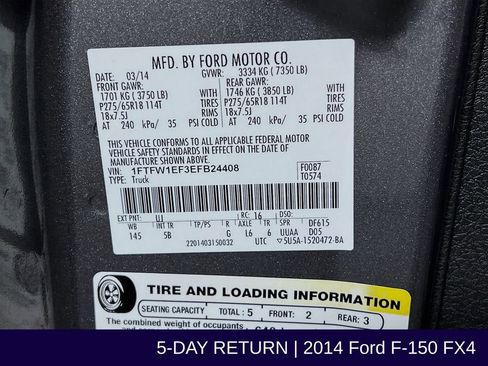 MFD. BY FORD MOTOR CO.
DATE: 03/14 GVWR: 3334 KG ( 7350 LB)
FRONT GAWR: REAR GAWR:
1701 KG ( 3750 LB) 1746 KG ( 3850 LB)
P275/65R18 114T TIRES P275/65R18 114T TIRES
18x7.5J RIMS 18x7.5J RIMS
AT 240 kPa/ 35 PSI COLD AT 240 kPa/ 35 PSI COLD
THIS VEHICLE CONFORMS TO ALL APPLICABLE FEDERAL MOTOR
VEHICLE SAFETY STANDARDS IN EFFECT ON THE DATE OF
MANUFACTURE SHOWN ABOVE.
VIN: 1FTFW1EF3EFB24408 F0087
TYPE: Truck T0574
EXT PNT: UJ RC: 16 DSO:
WB INT TR TP/PS R AXLE TR SPR DF615
145 5B G L6 6 UUAA D05
2201403150032 UTC ▽5U5A-1520472-BA
TIRE AND LOADING INFORMATION
SEATING CAPACITY TOTAL: 5 FRONT: 2 REAR: 3
The combined weight of occupants
5-DAY RETURN | 2014 Ford F-150 FX4